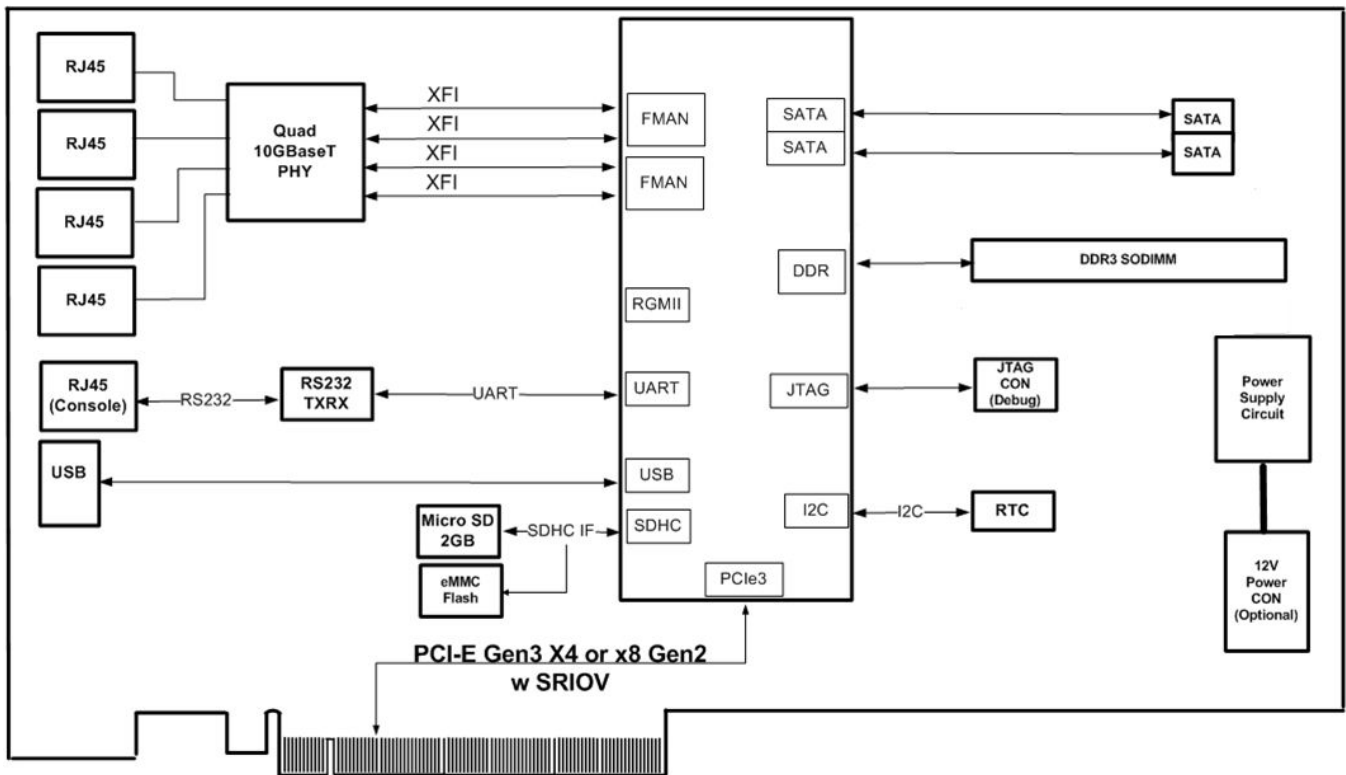 RJ45
RJ45
RJ45
RJ45
Quad
10GBaseT
PHY
XFI
XFI
XFI
XFI
FMAN
FMAN
RGMII
UART
USB
SDHC
PCIe3
SATA
SATA
DDR
JTAG
I2C
SATA
SATA
DDR3 SODIMM
JTAG
CON
(Debug)
I2C
RTC
Power
Supply
Circuit
12V
Power
CON
(Optional)
RJ45
(Console)
RS232
RS232
TXRX
UART
USB
Micro SD
2GB
SDHC IF
eMMC
Flash
PCI-E Gen3 X4 or x8 Gen2
w SRIOV